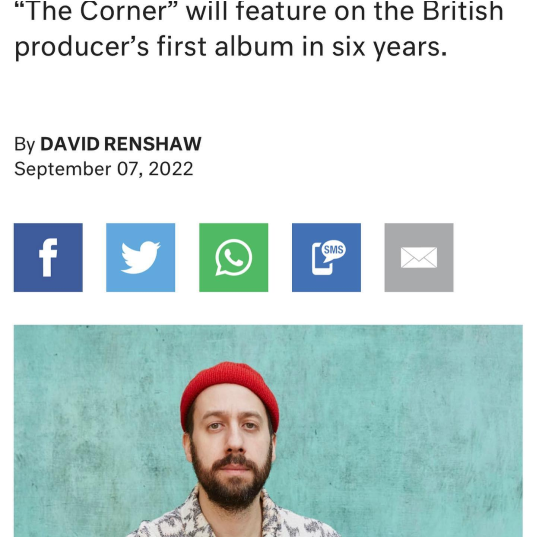 “The Corner” will feature on the British
producer’s first album in six years.
By DAVID RENSHAW
September 07, 2022
SMS